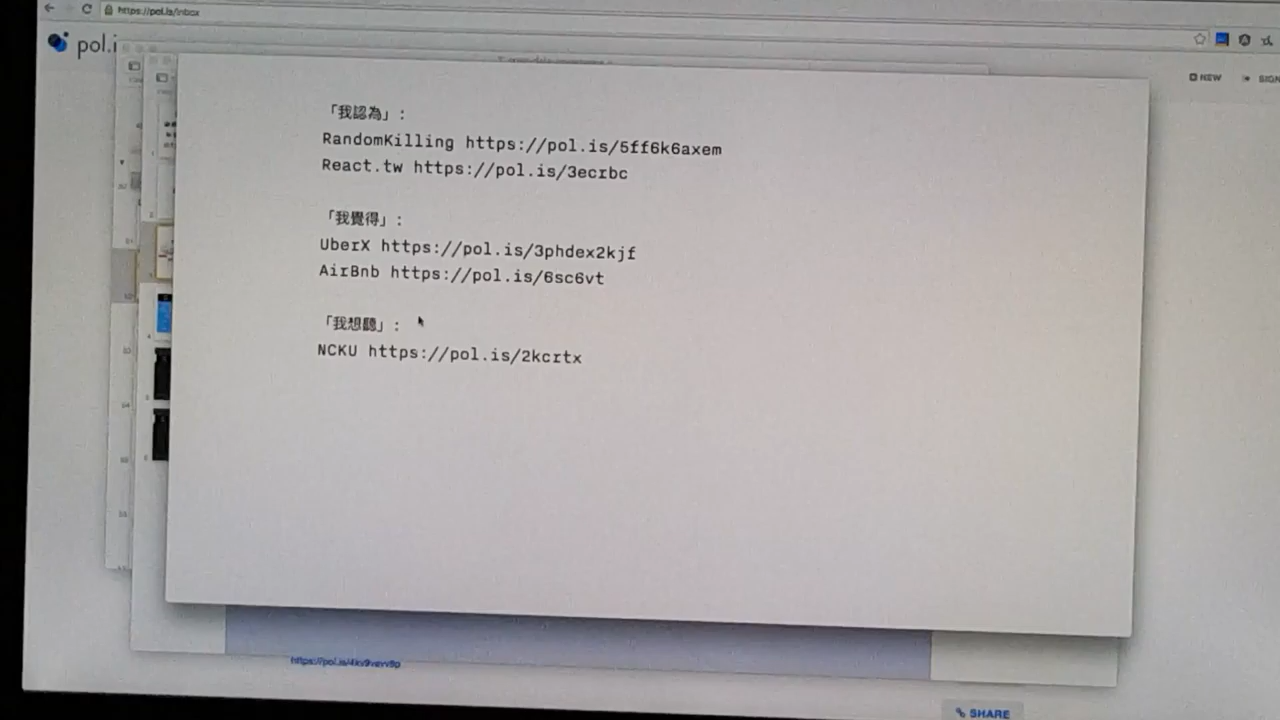 https://pol.is/inbox
pol.i
NEW
SIGN
「我認為」:
RandomKilling https://pol.is/5ff6k6axem
React.tw https://pol.is/3ecrbc
「我覺得」:
UberX https://pol.is/3phdex2kjf
AirBnb https://pol.is/6sc6vt
「我想聽」:
NCKU https://pol.is/2kcrtx
SHARE